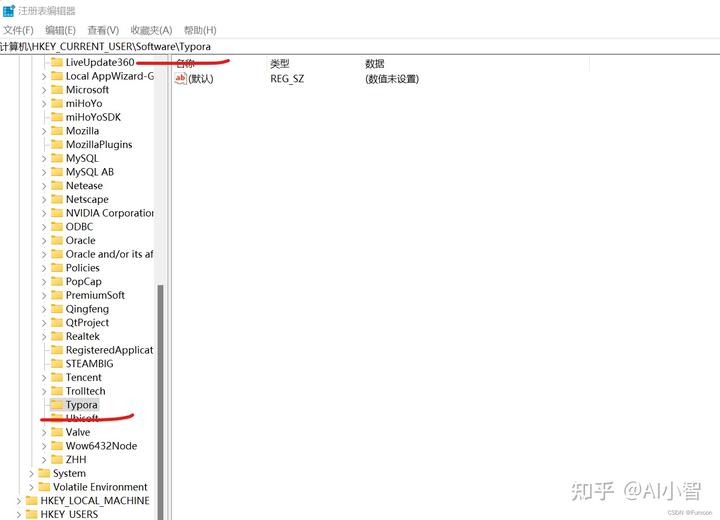 注册表编辑器
文件(F) 编辑(E) 查看(V) 收藏夹(A) 帮助(H)
计算机\HKEY_CURRENT_USER\Software\Typora
名称 类型 数据
(默认) REG_SZ (数值未设置)
LiveUpdate360
Local AppWizard-G
Microsoft
miHoYo
miHoYoSDK
Mozilla
MozillaPlugins
MySQL
MySQL AB
Netease
Netscape
NVIDIA Corporation
ODBC
Oracle
Oracle and/or its af
Policies
PopCap
PremiumSoft
Qingfeng
QtProject
Realtek
RegisteredApplicat
STEAMBIG
Tencent
Trolltech
Typora
Ubisoft
Valve
Wow6432Node
ZHH
System
Volatile Environment
HKEY_LOCAL_MACHINE
HKEY_USERS
知乎 @AI小智
CSDN @Funroon